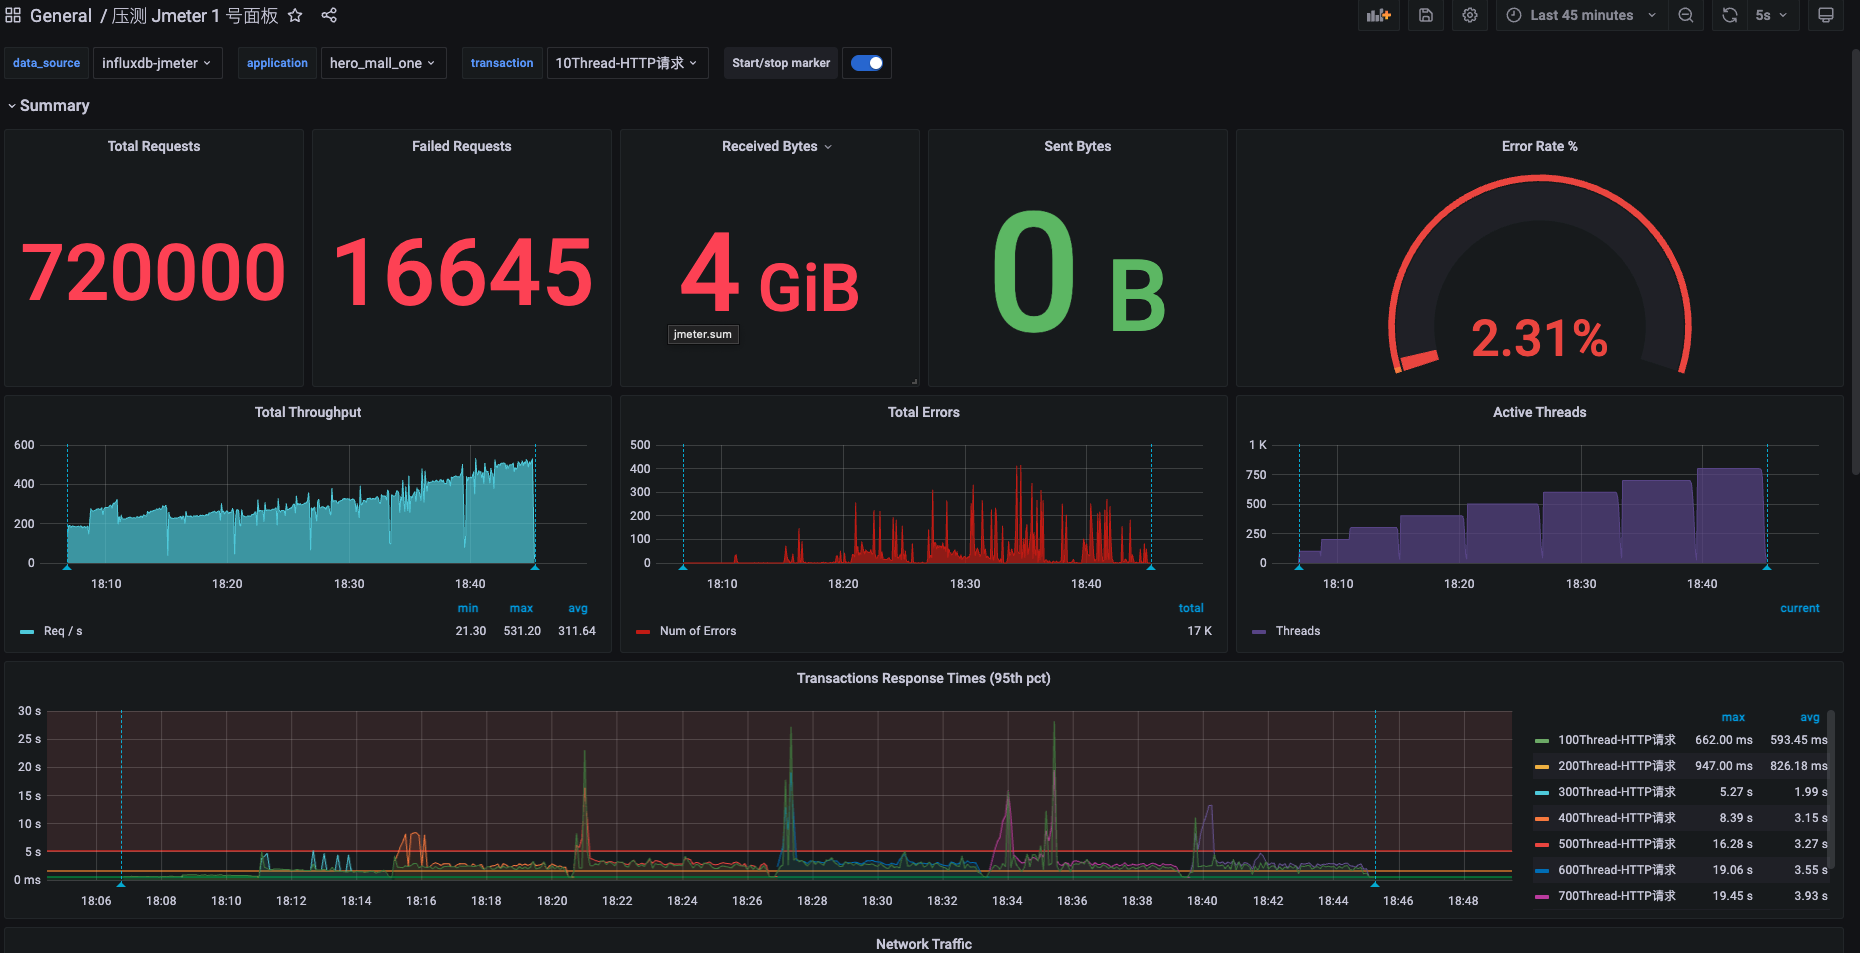 General / 压测 Jmeter 1 号面板
Last 45 minutes
5s
data_source influxdb-jmeter application hero_mall_one transaction 10Thread-HTTP请求 Start/stop marker
Summary
Total Requests
720000
Failed Requests
16645
Received Bytes
4 GiB
jmeter.sum
Sent Bytes
0 B
Error Rate %
2.31%
Total Throughput
600
400
200
0
18:10 18:20 18:30 18:40
min max avg
Req / s 21.30 531.20 311.64
Total Errors
500
400
300
200
100
0
18:10 18:20 18:30 18:40
total
Num of Errors 17 K
Active Threads
1 K
750
500
250
0
18:10 18:20 18:30 18:40
current
Threads
Transactions Response Times (95th pct)
30 s
25 s
20 s
15 s
10 s
5 s
0 ms
18:06 18:08 18:10 18:12 18:14 18:16 18:18 18:20 18:22 18:24 18:26 18:28 18:30 18:32 18:34 18:36 18:38 18:40 18:42 18:44 18:46 18:48
max avg
100Thread-HTTP请求 662.00 ms 593.45 ms
200Thread-HTTP请求 947.00 ms 826.18 ms
300Thread-HTTP请求 5.27 s 1.99 s
400Thread-HTTP请求 8.39 s 3.15 s
500Thread-HTTP请求 16.28 s 3.27 s
600Thread-HTTP请求 19.06 s 3.55 s
700Thread-HTTP请求 19.45 s 3.93 s
Network Traffic